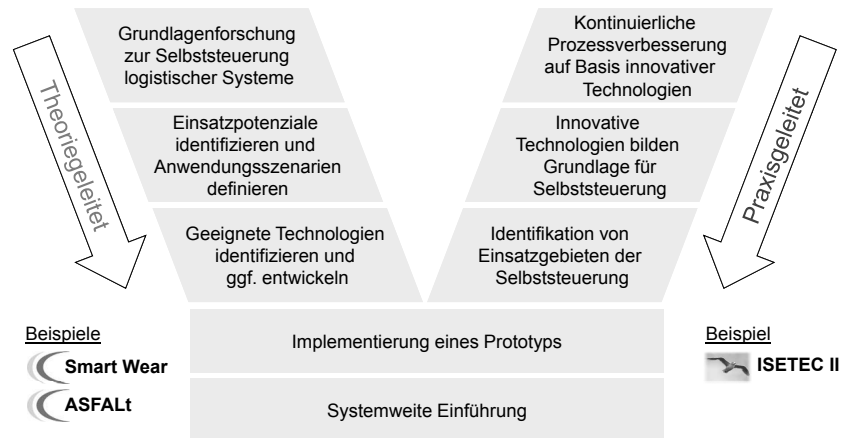 Grundlagenforschung
zur Selbststeuerung
logistischer Systeme
Kontinuierliche
Prozessverbesserung
auf Basis innovativer
Technologien
Theoriegeleitet
Praxisgeleitet
Einsatzpotenziale
identifizieren und
Anwendungsszenarien
definieren
Innovative
Technologien bilden
Grundlage für
Selbststeuerung
Geeignete Technologien
identifizieren und
ggf. entwickeln
Identifikation von
Einsatzgebieten der
Selbststeuerung
Beispiele
Smart Wear
ASFALt
Implementierung eines Prototyps
Systemweite Einführung
Beispiel
ISETEC II